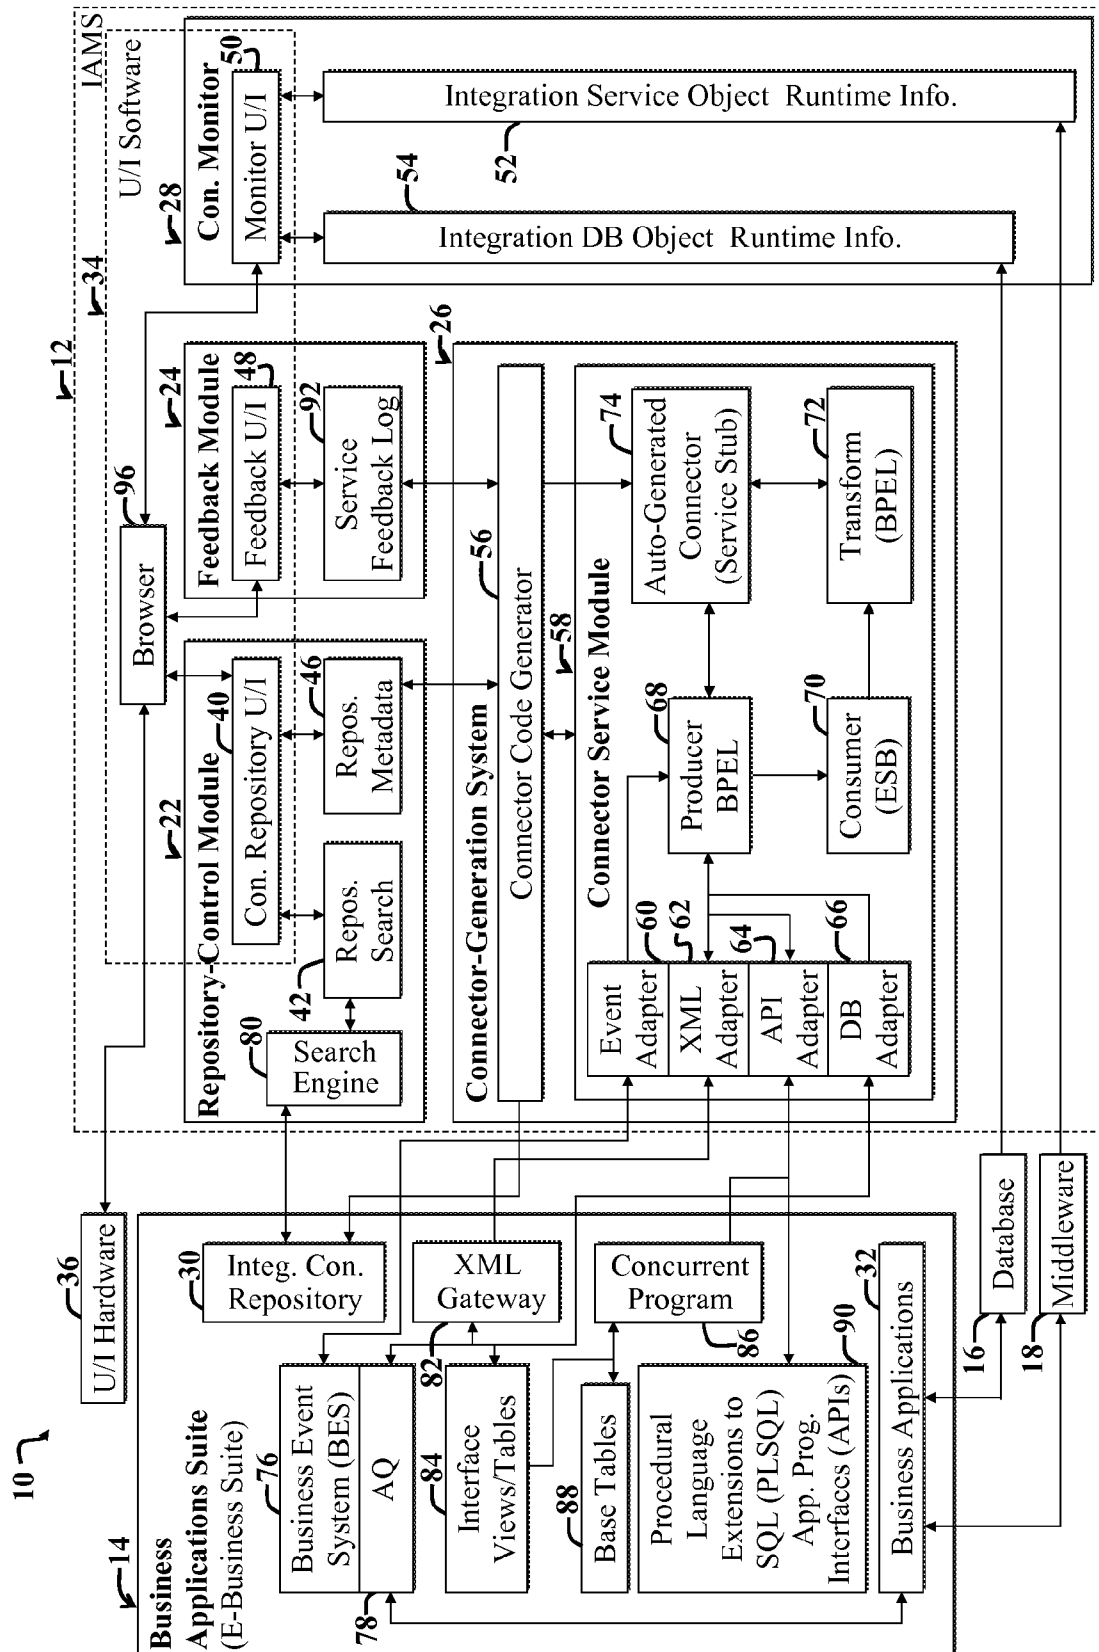 10
14
Business
Applications Suite
(E-Business Suite)
36
U/I Hardware
76
Business Event
System (BES)
78
AQ
30
Integ. Con.
Repository
82
XML
Gateway
84
Interface
Views/Tables
88
Base Tables
86
Concurrent
Program
90
Procedural
Language
Extensions to
SQL (PLSQL)
App. Prog.
Interfaces (APIs)
32
Business Applications
16
Database
18
Middleware
12
IAMS
34
U/I Software
96
Browser
22
Repository-Control Module
40
Con. Repository U/I
80
Search
Engine
42
Repos.
Search
46
Repos.
Metadata
24
Feedback Module
48
Feedback U/I
92
Service
Feedback Log
28
Con. Monitor
50
Monitor U/I
54
Integration DB Object Runtime Info.
52
Integration Service Object Runtime Info.
26
Connector-Generation System
56
Connector Code Generator
58
Connector Service Module
60
Event
Adapter
62
XML
Adapter
64
API
Adapter
66
DB
Adapter
68
Producer
BPEL
70
Consumer
(ESB)
74
Auto-Generated
Connector
(Service Stub)
72
Transform
(BPEL)